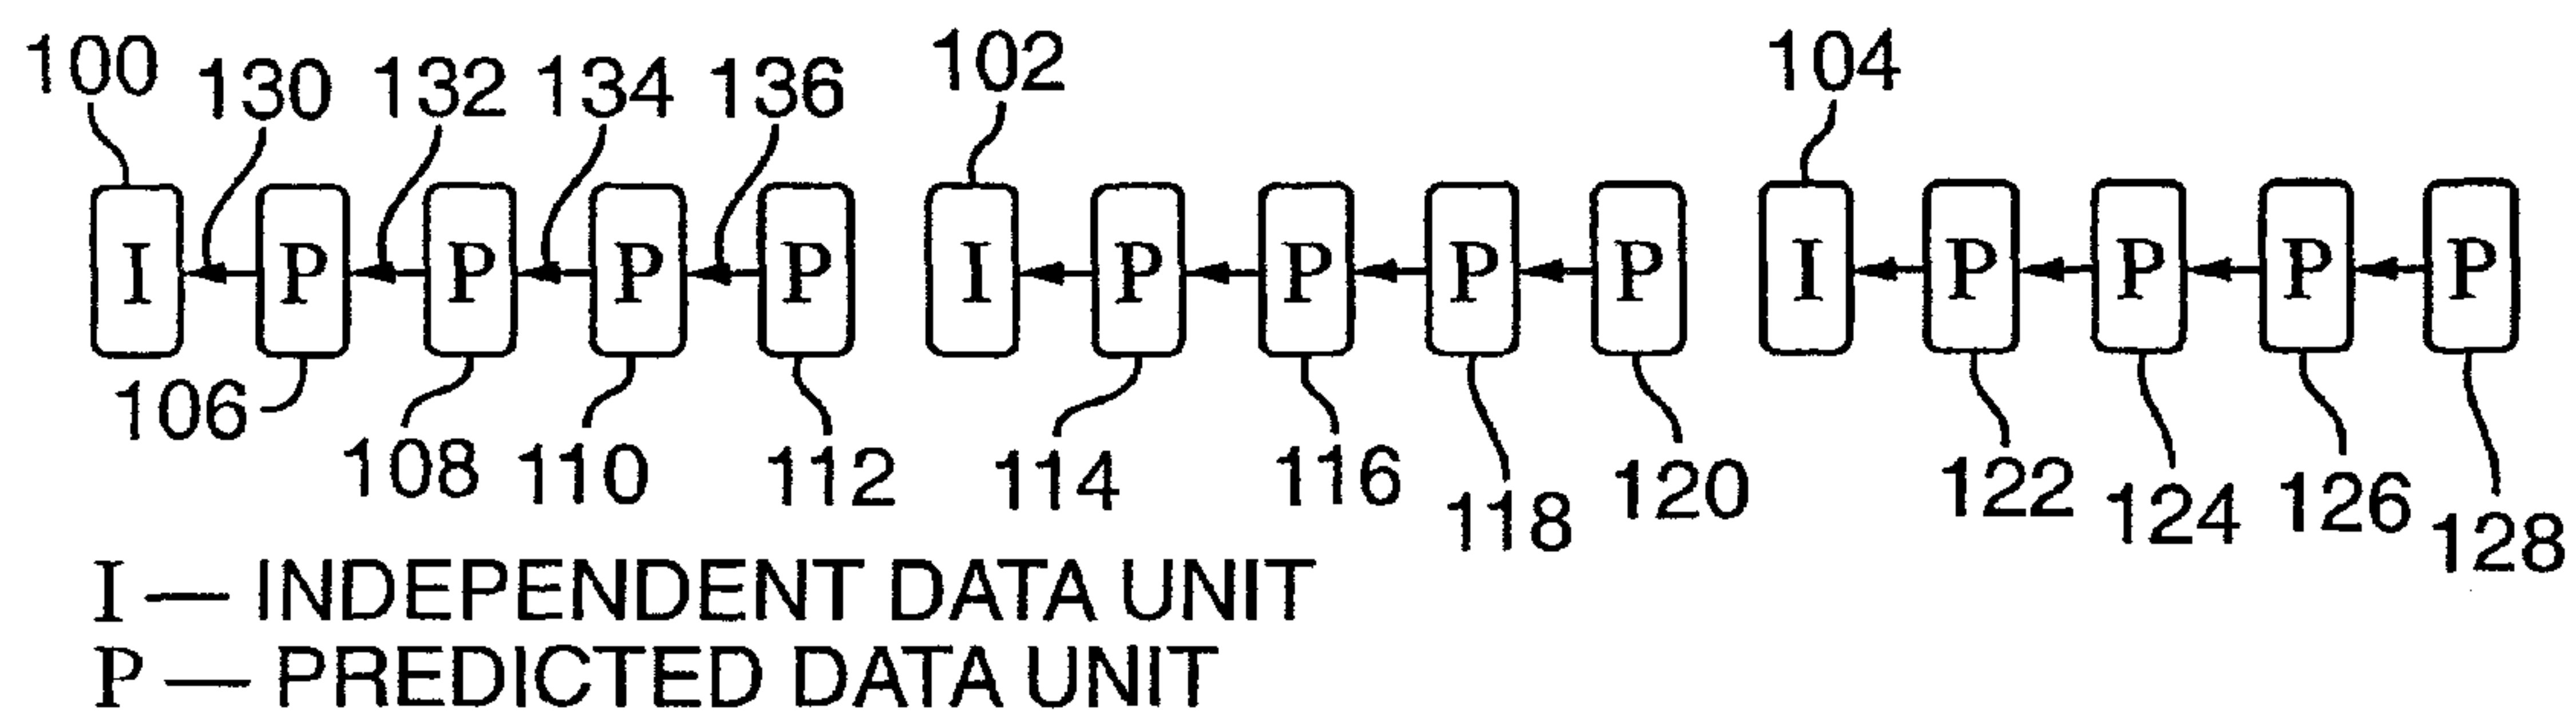 100 130 132 134 136 102 104
I P P P P I P P P P I P P P P
106 108 110 112 114 116 118 120 122 124 126 128
I — INDEPENDENT DATA UNIT
P — PREDICTED DATA UNIT